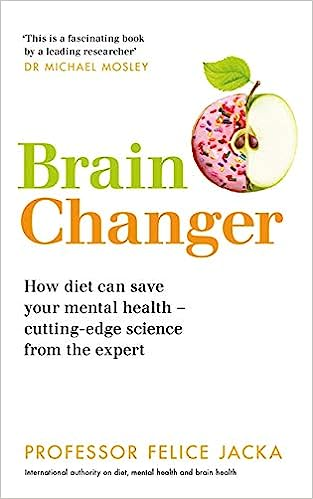 ‘This is a fascinating book
by a leading researcher’
DR MICHAEL MOSLEY
Brain
Changer
How diet can save
your mental health –
cutting-edge science
from the expert
PROFESSOR FELICE JACKA
International authority on diet, mental health and brain health